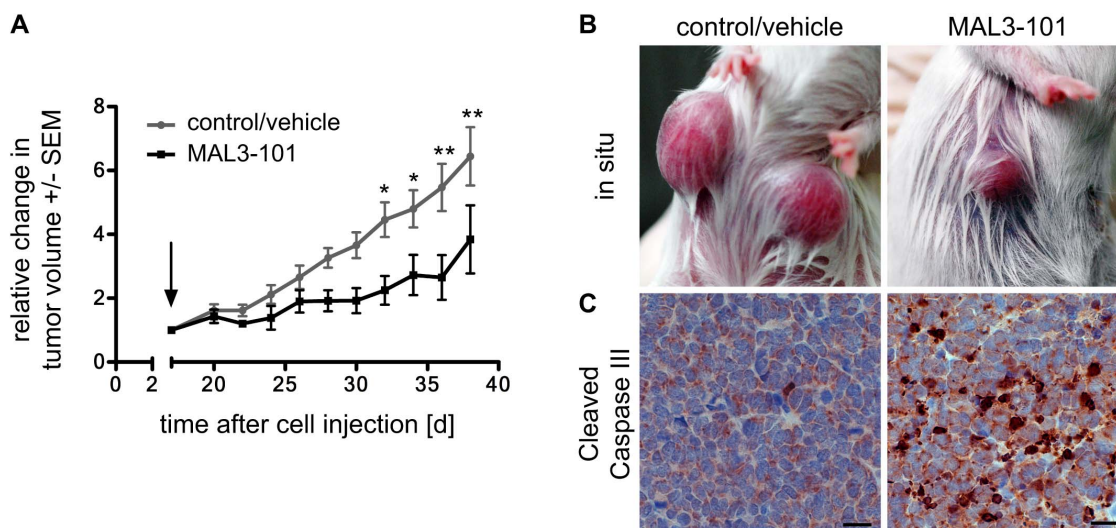 A
relative change in
tumor volume +/- SEM
8
6
4
2
0
control/vehicle
MAL3-101
*
*
**
**
0
2
20
25
30
35
40
time after cell injection [d]
B
control/vehicle
MAL3-101
in situ
C
Cleaved
Caspase III